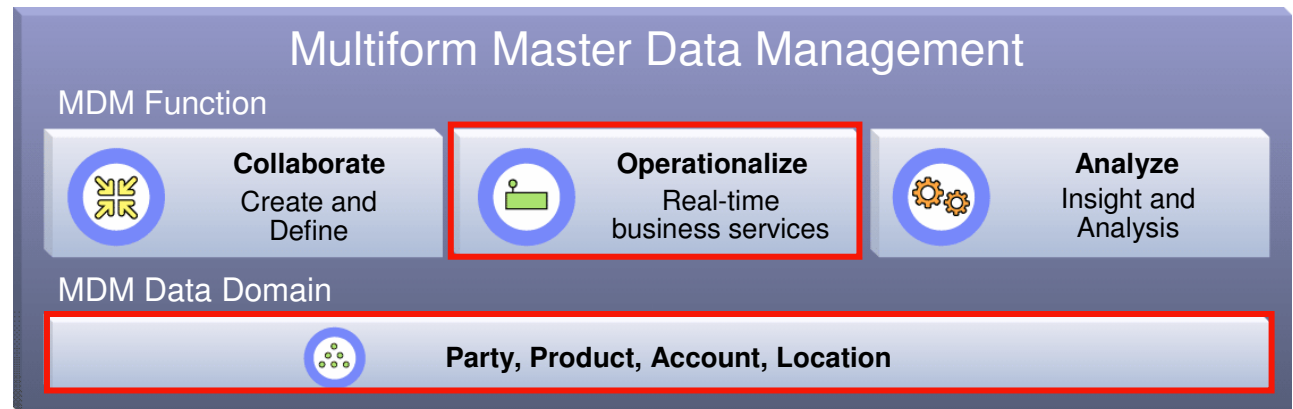 Multiform Master Data Management
MDM Function
Collaborate
Create and
Define
Operationalize
Real-time
business services
Analyze
Insight and
Analysis
MDM Data Domain
Party, Product, Account, Location